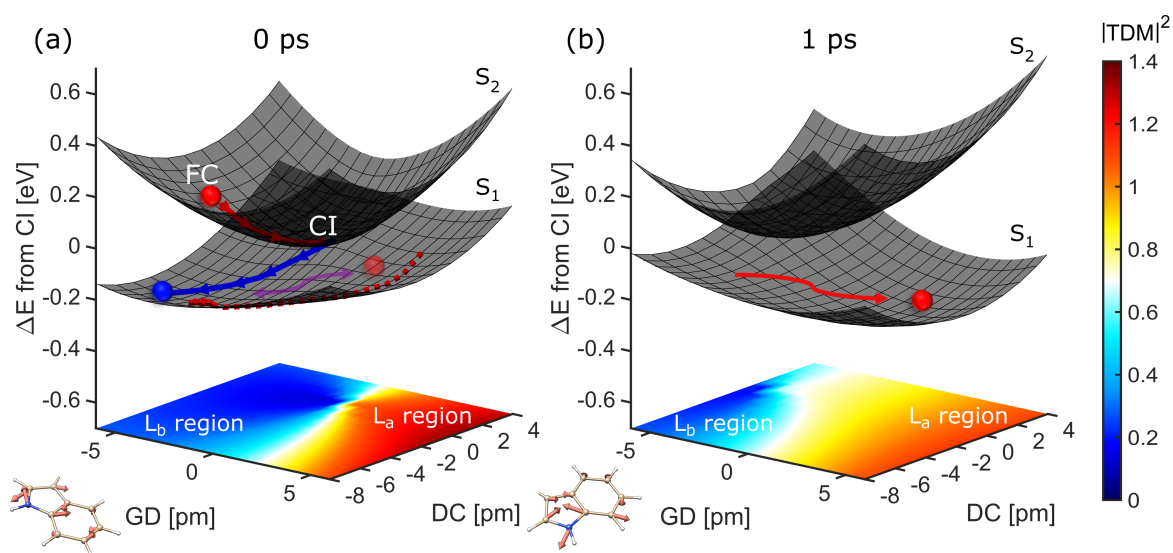 (a) 0 ps (b) 1 ps |TDM|²
S₂ S₂
1.4
0.6 0.6
1.2
0.4 0.4
FC
S₁
1
0.2 0.2
CI
S₁
0 0
0.8
-0.2 -0.2
0.6
-0.4 -0.4
0.4
-0.6 -0.6
ΔE from CI [eV] ΔE from CI [eV]
L_b region L_a region L_b region L_a region
0.2
4 4
2 2
0 0
-2 -2
-4 -4
-6 -6
-8 -8
-5 0 5 -5 0 5
0
GD [pm] DC [pm] GD [pm] DC [pm]